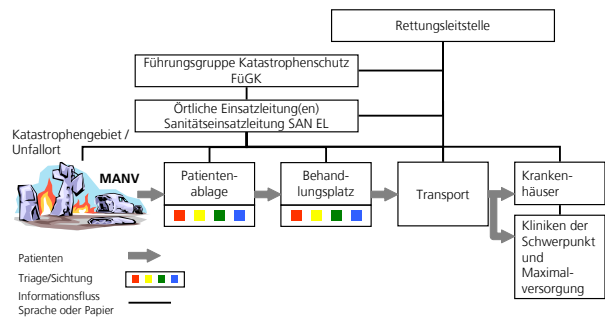 Rettungsleitstelle
Führungsgruppe Katastrophenschutz
FüGK
Örtliche Einsatzleitung(en)
Sanitätseinsatzleitung SAN EL
Katastrophengebiet /
Unfallort
MANV
Patienten-
ablage
Behand-
lungsplatz
Transport
Kranken-
häuser
Kliniken der
Schwerpunkt
und
Maximal-
versorgung
Patienten
Triage/Sichtung
Informationsfluss
Sprache oder Papier